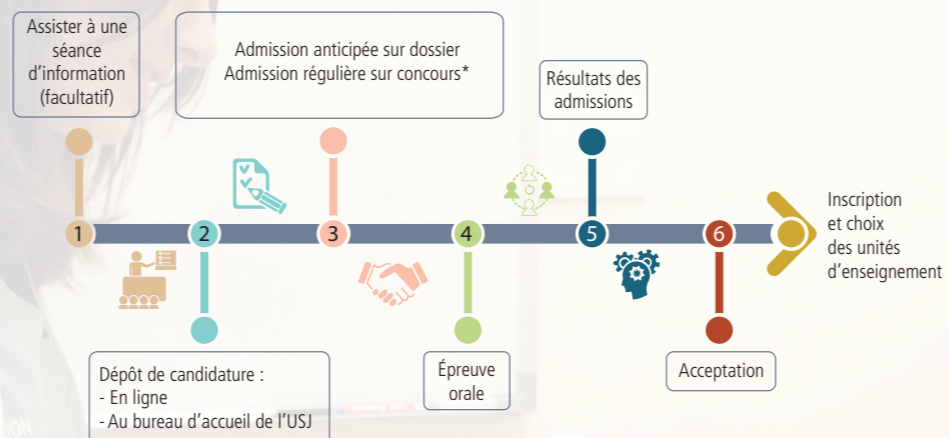 Assister à une
séance
d'information
(facultatif)
Admission anticipée sur dossier
Admission régulière sur concours*
Résultats des
admissions
1
2
3
4
5
6
Inscription
et choix
des unités
d'enseignement
Dépôt de candidature :
- En ligne
- Au bureau d'accueil de l'USJ
Épreuve
orale
Acceptation